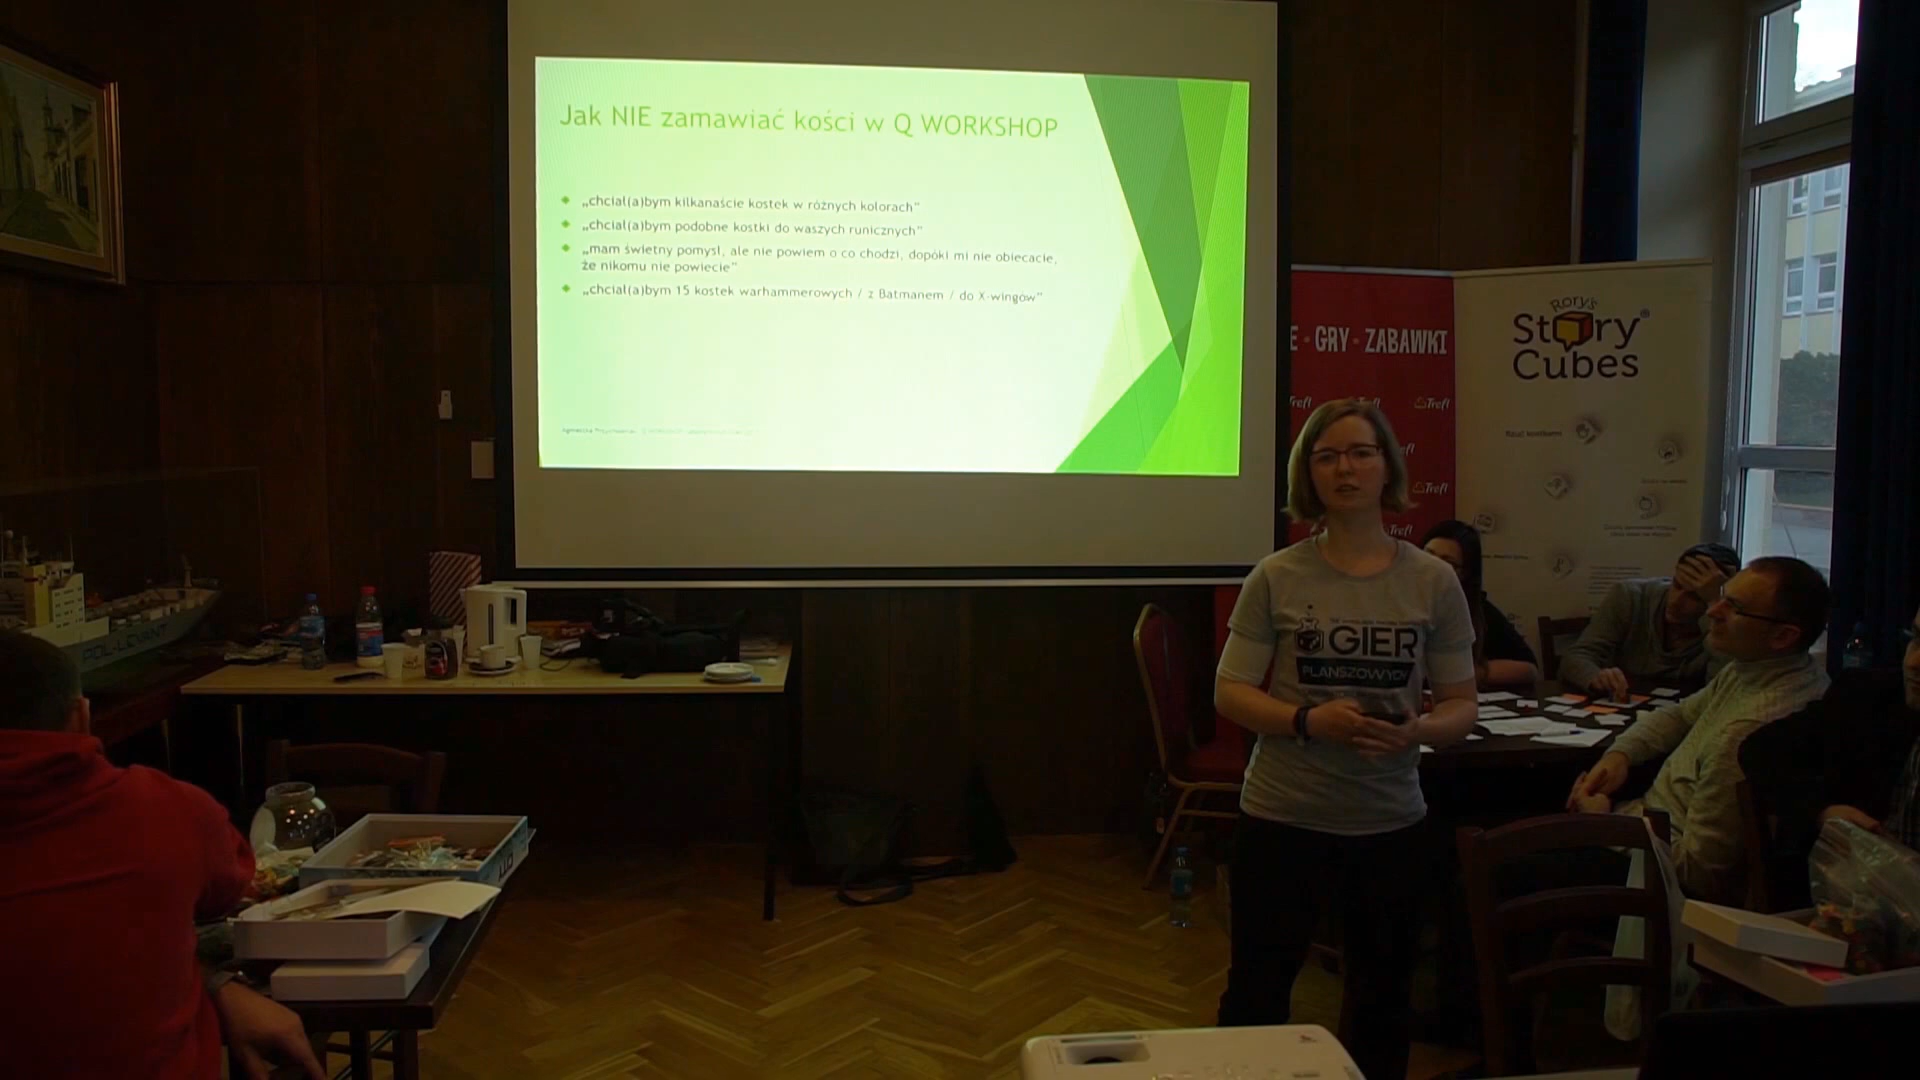 Jak NIE zamawiać kości w Q WORKSHOP
„chciał(a)bym kilkanaście kostek w różnych kolorach”
„chciał(a)bym podobne kostki do waszych runicznych”
„mam świetny pomysł, ale nie powiem o co chodzi, dopóki mi nie obiecacie,
że nikomu nie powiecie”
„chciał(a)bym 15 kostek warhammerowych / z Batmanem / do X-wingów”
E - GRY - ZABAWKI
Trefl
Trefl
Trefl
Rory's
Story®
Cubes
GIER
PLANSZOWYCH
POL-LEVANT